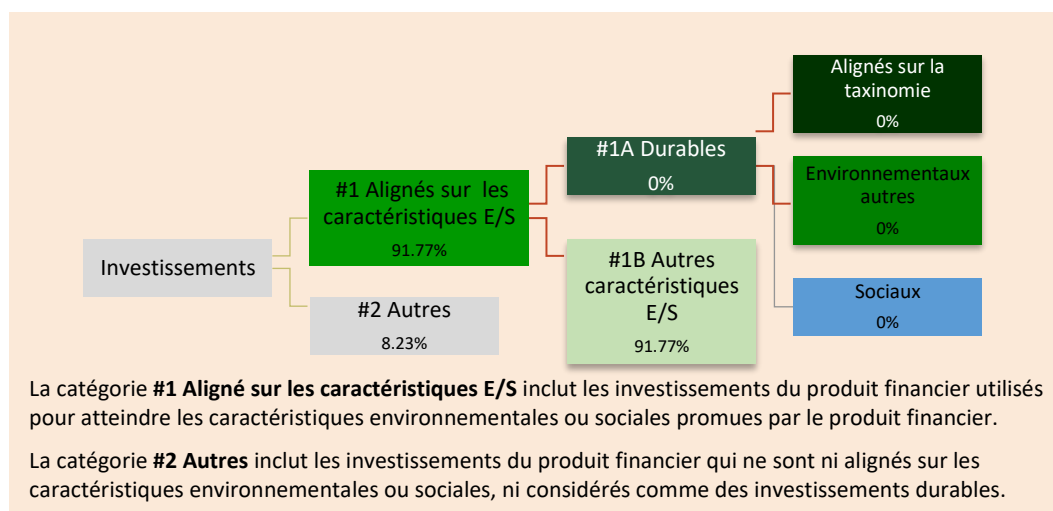 Investissements
#1 Alignés sur les
caractéristiques E/S
91.77%
#2 Autres
8.23%
#1A Durables
0%
#1B Autres
caractéristiques
E/S
91.77%
Alignés sur la
taxinomie
0%
Environnementaux
autres
0%
Sociaux
0%
La catégorie #1 Aligné sur les caractéristiques E/S inclut les investissements du produit financier utilisés
pour atteindre les caractéristiques environnementales ou sociales promues par le produit financier.
La catégorie #2 Autres inclut les investissements du produit financier qui ne sont ni alignés sur les
caractéristiques environnementales ou sociales, ni considérés comme des investissements durables.